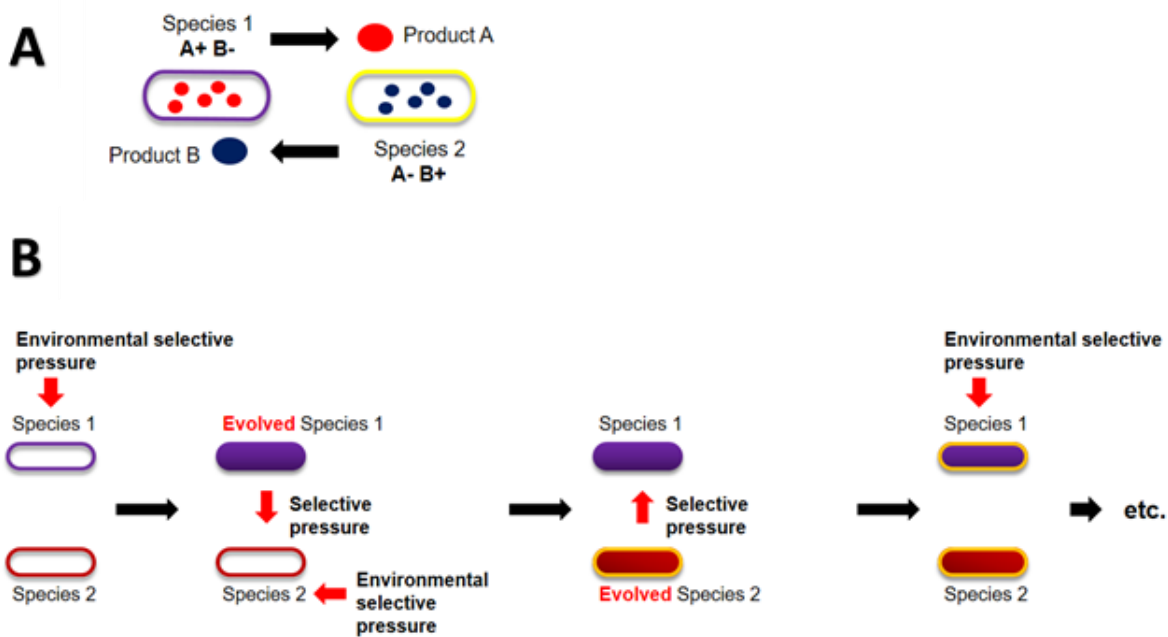 A
Species 1
A+ B-
Product A
Product B
Species 2
A- B+
B
Environmental selective
pressure
Species 1
Species 2
Evolved Species 1
Selective
pressure
Species 2
Environmental
selective
pressure
Species 1
Selective
pressure
Evolved Species 2
Environmental selective
pressure
Species 1
Species 2
etc.